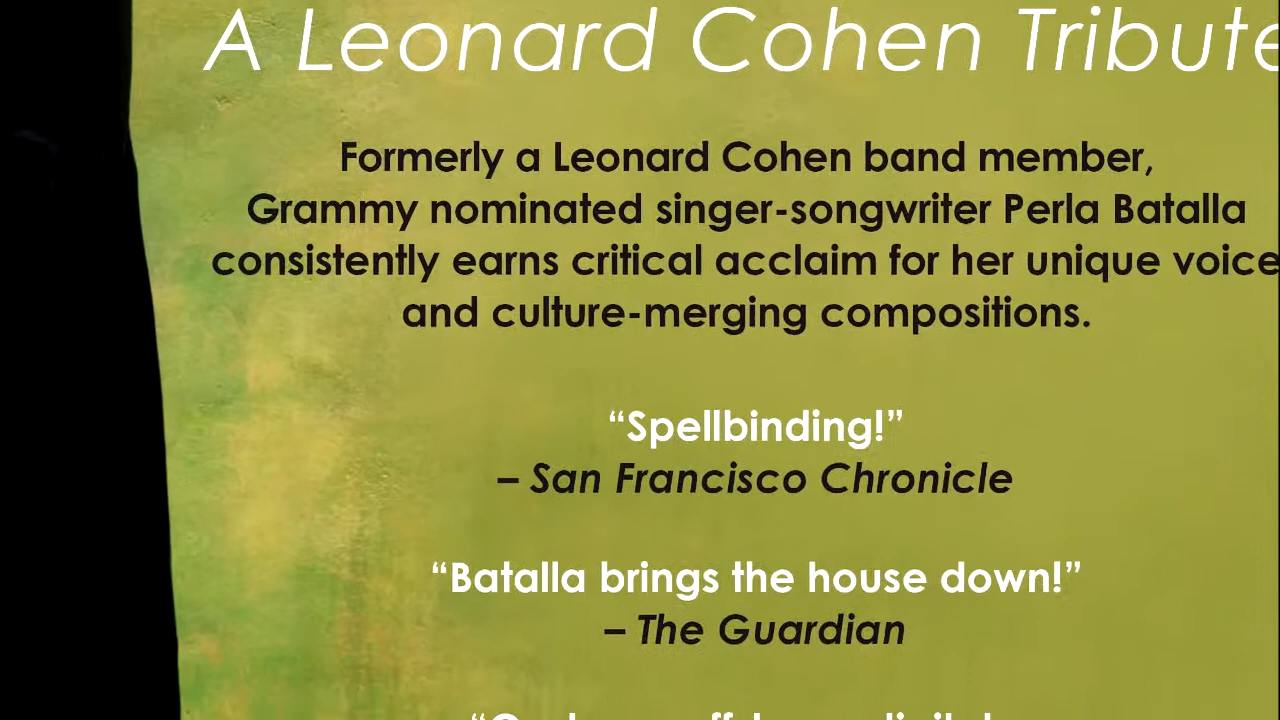 A Leonard Cohen Tribute
Formerly a Leonard Cohen band member,
Grammy nominated singer-songwriter Perla Batalla
consistently earns critical acclaim for her unique voice
and culture-merging compositions.
“Spellbinding!”
– San Francisco Chronicle
“Batalla brings the house down!”
– The Guardian